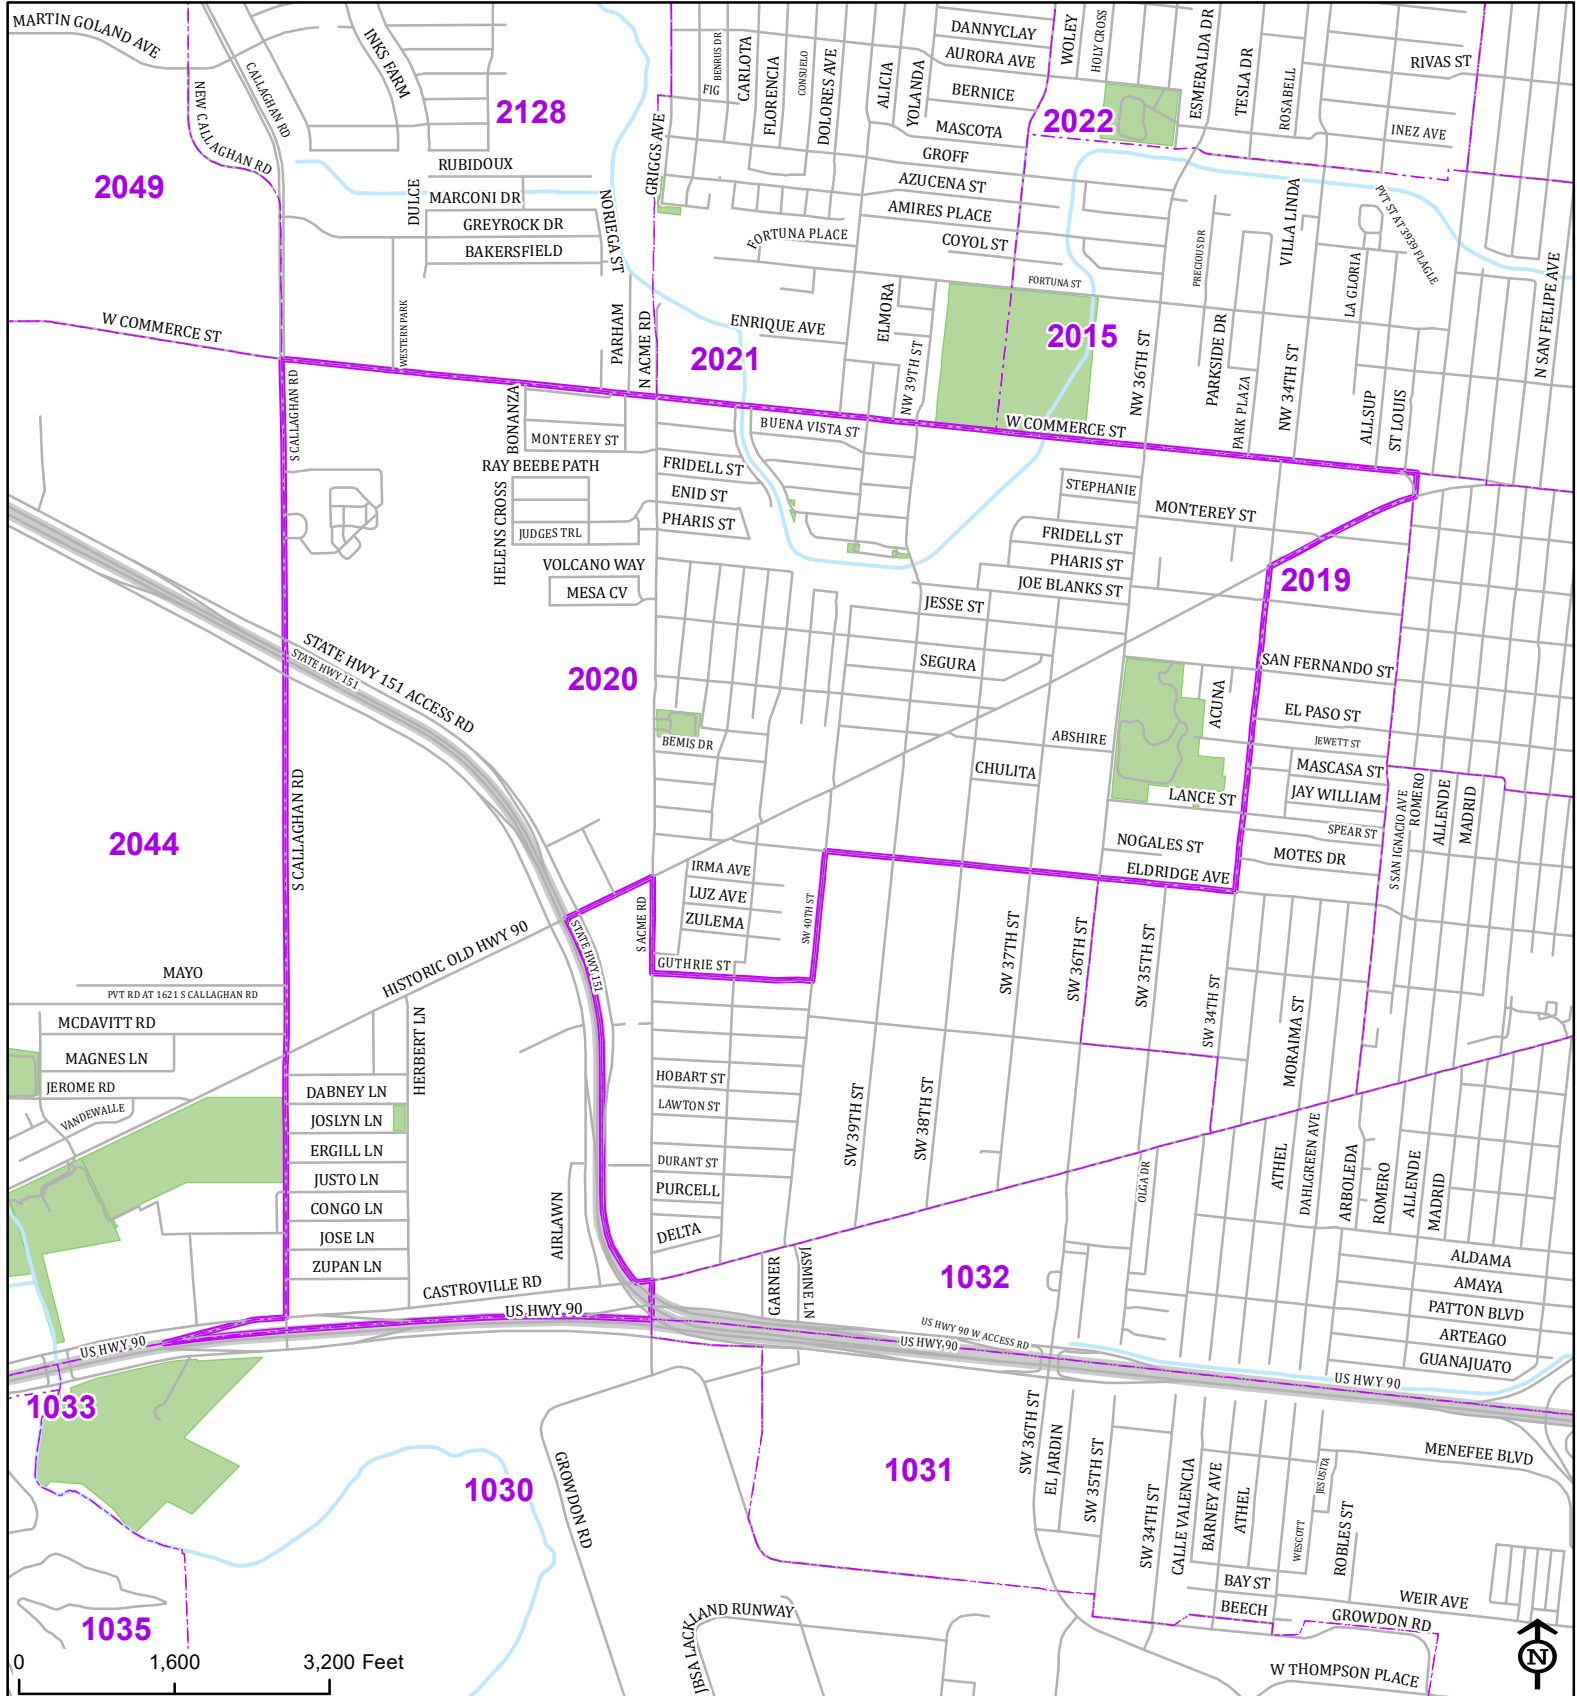 MARTIN GOLAND AVE
NEW CALLAGHAN RD
CALLAGHAN RD
INKS FARM
2128
2049
RUBIDOUX
DULCE
MARCONI DR
GREYROCK DR
BAKERSFIELD
NORIEGA ST
GRIGGS AVE
FIG
BENRUS DR
CARLOTA
FLORENCIA
CONSUELO
DOLORES AVE
ALICIA
YOLANDA
DANNYCLAY
AURORA AVE
BERNICE
MASCOTA
GROFF
AZUCENA ST
AMIRES PLACE
COYOL ST
FORTUNA PLACE
FORTUNA ST
WOLEY
HOLY CROSS
2022
ESMERALDA DR
TESLA DR
ROSABELL
RIVAS ST
INEZ AVE
PVT ST AT 3939 FLAGLE
VILLA LINDA
PRECIOUS DR
LA GLORIA
N SAN FELIPE AVE
W COMMERCE ST
WESTERN PARK
PARHAM
N ACME RD
ENRIQUE AVE
2021
ELMORA
NW 39TH ST
2015
NW 36TH ST
PARKSIDE DR
PARK PLAZA
NW 34TH ST
ALLSUP
ST LOUIS
S CALLAGHAN RD
BONANZA
MONTEREY ST
BUENA VISTA ST
W COMMERCE ST
RAY BEEBE PATH
HELENS CROSS
JUDGES TRL
FRIDELL ST
ENID ST
PHARIS ST
VOLCANO WAY
MESA CV
STEPHANIE
MONTEREY ST
FRIDELL ST
PHARIS ST
JOE BLANKS ST
2019
JESSE ST
SEGURA
STATE HWY 151 ACCESS RD
STATE HWY 151
2020
SAN FERNANDO ST
ACUNA
EL PASO ST
JEWETT ST
MASCASA ST
JAY WILLIAM
SPEAR ST
MOTES DR
BEMIS DR
ABSHIRE
CHULITA
LANCE ST
NOGALES ST
ELDRIDGE AVE
S SAN IGNACIO AVE
ROMERO
ALLENDE
MADRID
2044
S CALLAGHAN RD
IRMA AVE
LUZ AVE
ZULEMA
SW 40TH ST
S ACME RD
GUTHRIE ST
STATE HWY 151
HISTORIC OLD HWY 90
MAYO
PVT RD AT 1621 S CALLAGHAN RD
MCDAVITT RD
MAGNES LN
JEROME RD
VANDEWALLE
HERBERT LN
DABNEY LN
JOSLYN LN
ERGILL LN
JUSTO LN
CONGO LN
JOSE LN
ZUPAN LN
AIRLAWN
CASTROVILLE RD
HOBART ST
LAWTON ST
DURANT ST
PURCELL
DELTA
SW 37TH ST
SW 36TH ST
SW 35TH ST
SW 34TH ST
MORAIMA ST
SW 39TH ST
SW 38TH ST
OLGA DR
ATHEL
DAHLGREEN AVE
ARBOLEDA
ROMERO
ALLENDE
MADRID
GARNER
JASMINE LN
1032
ALDAMA
AMAYA
PATTON BLVD
ARTEAGO
GUANAJUATO
US HWY 90
US HWY 90
US HWY 90 W ACCESS RD
US HWY 90
US HWY 90
1033
1030
1031
GROWDON RD
SW 36TH ST
EL JARDIN
SW 35TH ST
SW 34TH ST
CALLE VALENCIA
BARNEY AVE
ATHEL
WESCOTT
JESUSITA
ROBLES ST
MENEFEE BLVD
BAY ST
BEECH
WEIR AVE
GROWDON RD
W THOMPSON PLACE
JBSA LACKLAND RUNWAY
1035
0 1,600 3,200 Feet
N